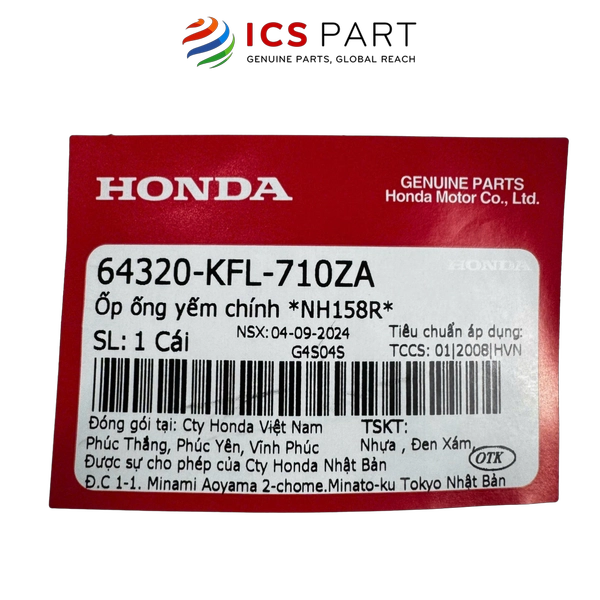 ICS PART
GENUINE PARTS, GLOBAL REACH
HONDA
GENUINE PARTS
Honda Motor Co., Ltd.
HONDA
64320-KFL-710ZA
Ốp ống yếm chính *NH158R*
SL: 1 Cái
NSX: 04-09-2024
G4S04S
Tiêu chuẩn áp dụng:
TCCS: 01|2008|HVN
Đóng gói tại: Cty Honda Việt Nam
Phúc Thắng, Phúc Yên, Vĩnh Phúc
TSKT:
Nhựa , Đen Xám,
OTK
Được sự cho phép của Cty Honda Nhật Bản
Đ.C 1-1. Minami Aoyama 2-chome.Minato-ku Tokyo Nhật Bản